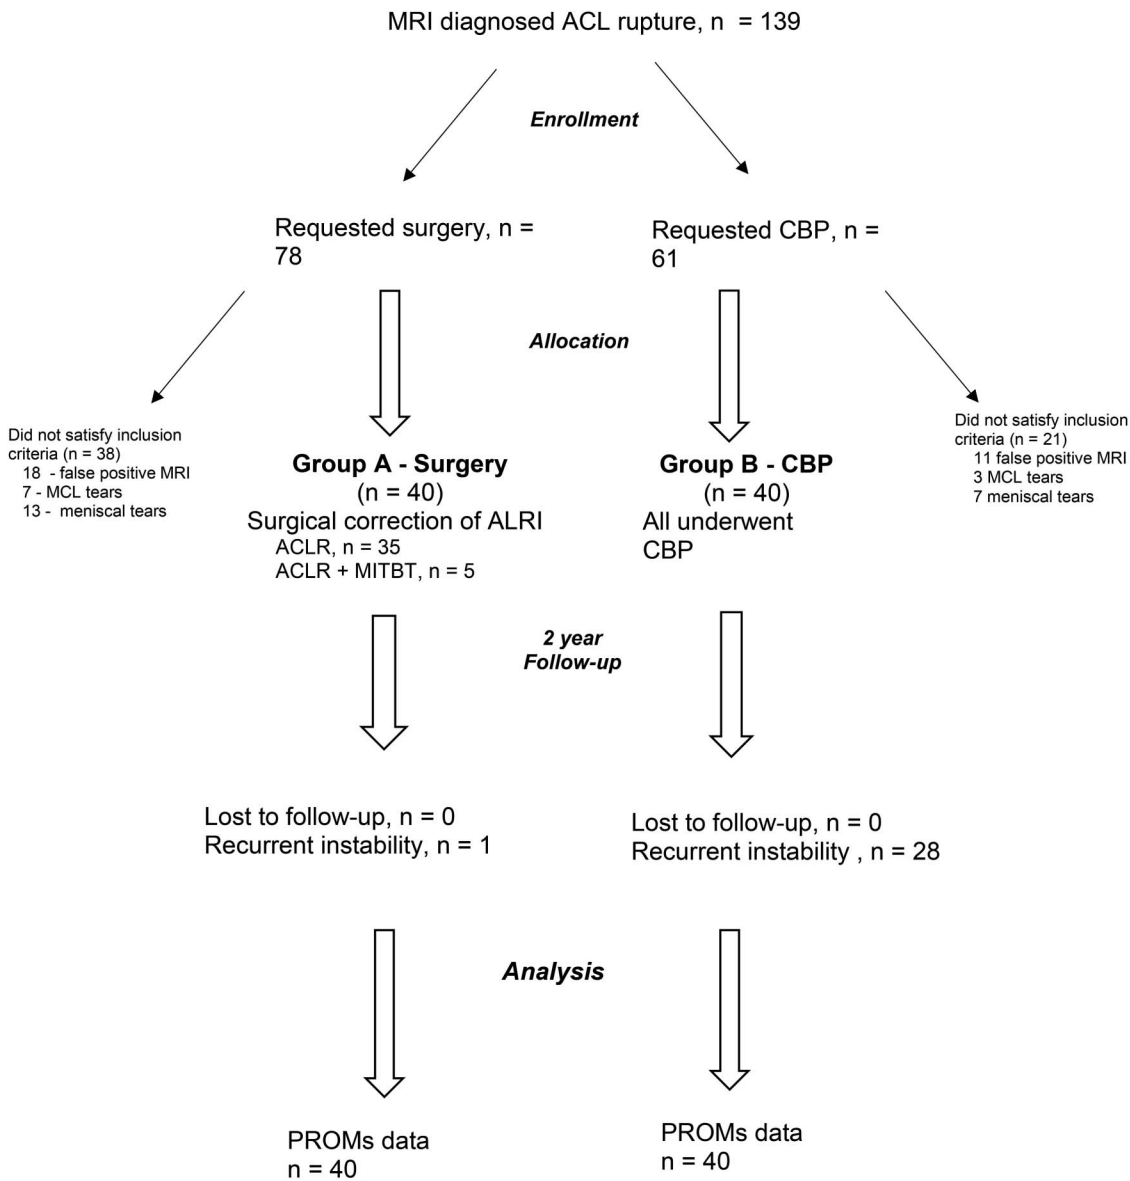 MRI diagnosed ACL rupture, n  = 139
Enrollment
Requested surgery, n =
78
Requested CBP, n =
61
Allocation
Did not satisfy inclusion
criteria (n = 38)
18  - false positive MRI
7 - MCL tears
13 -  meniscal tears
Group A - Surgery
(n = 40)
Surgical correction of ALRI
ACLR, n = 35
ACLR + MITBT, n = 5
Group B - CBP
(n = 40)
All underwent
CBP
Did not satisfy inclusion
criteria (n = 21)
11 false positive MRI
3 MCL tears
7 meniscal tears
2 year
Follow-up
Lost to follow-up, n = 0
Recurrent instability, n = 1
Lost to follow-up, n = 0
Recurrent instability , n = 28
Analysis
PROMs data
n = 40
PROMs data
n = 40